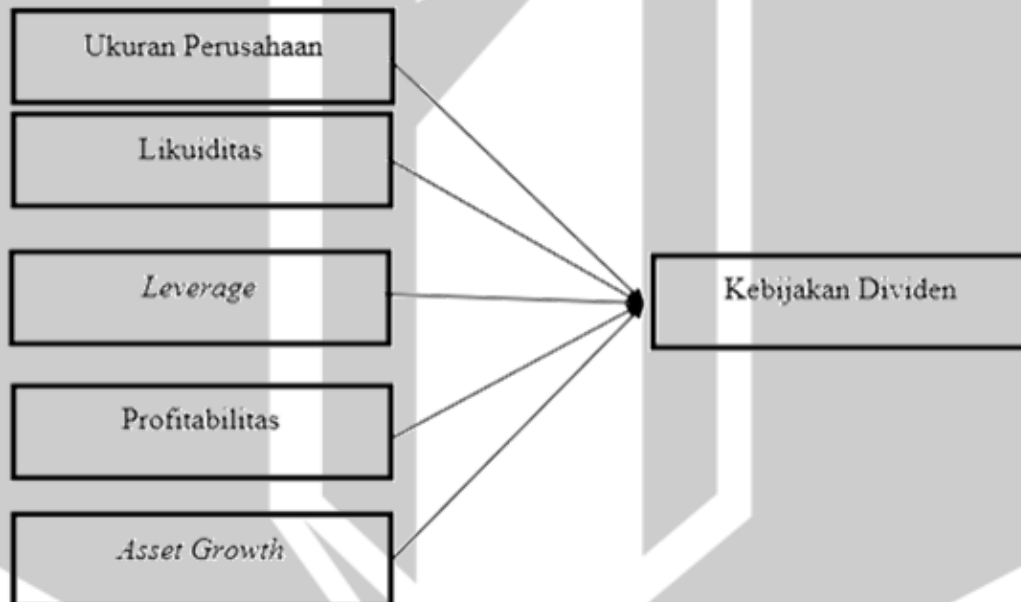 Ukuran Perusahaan
Likuiditas
Leverage
Kebijakan Dividen
Profitabilitas
Asset Growth